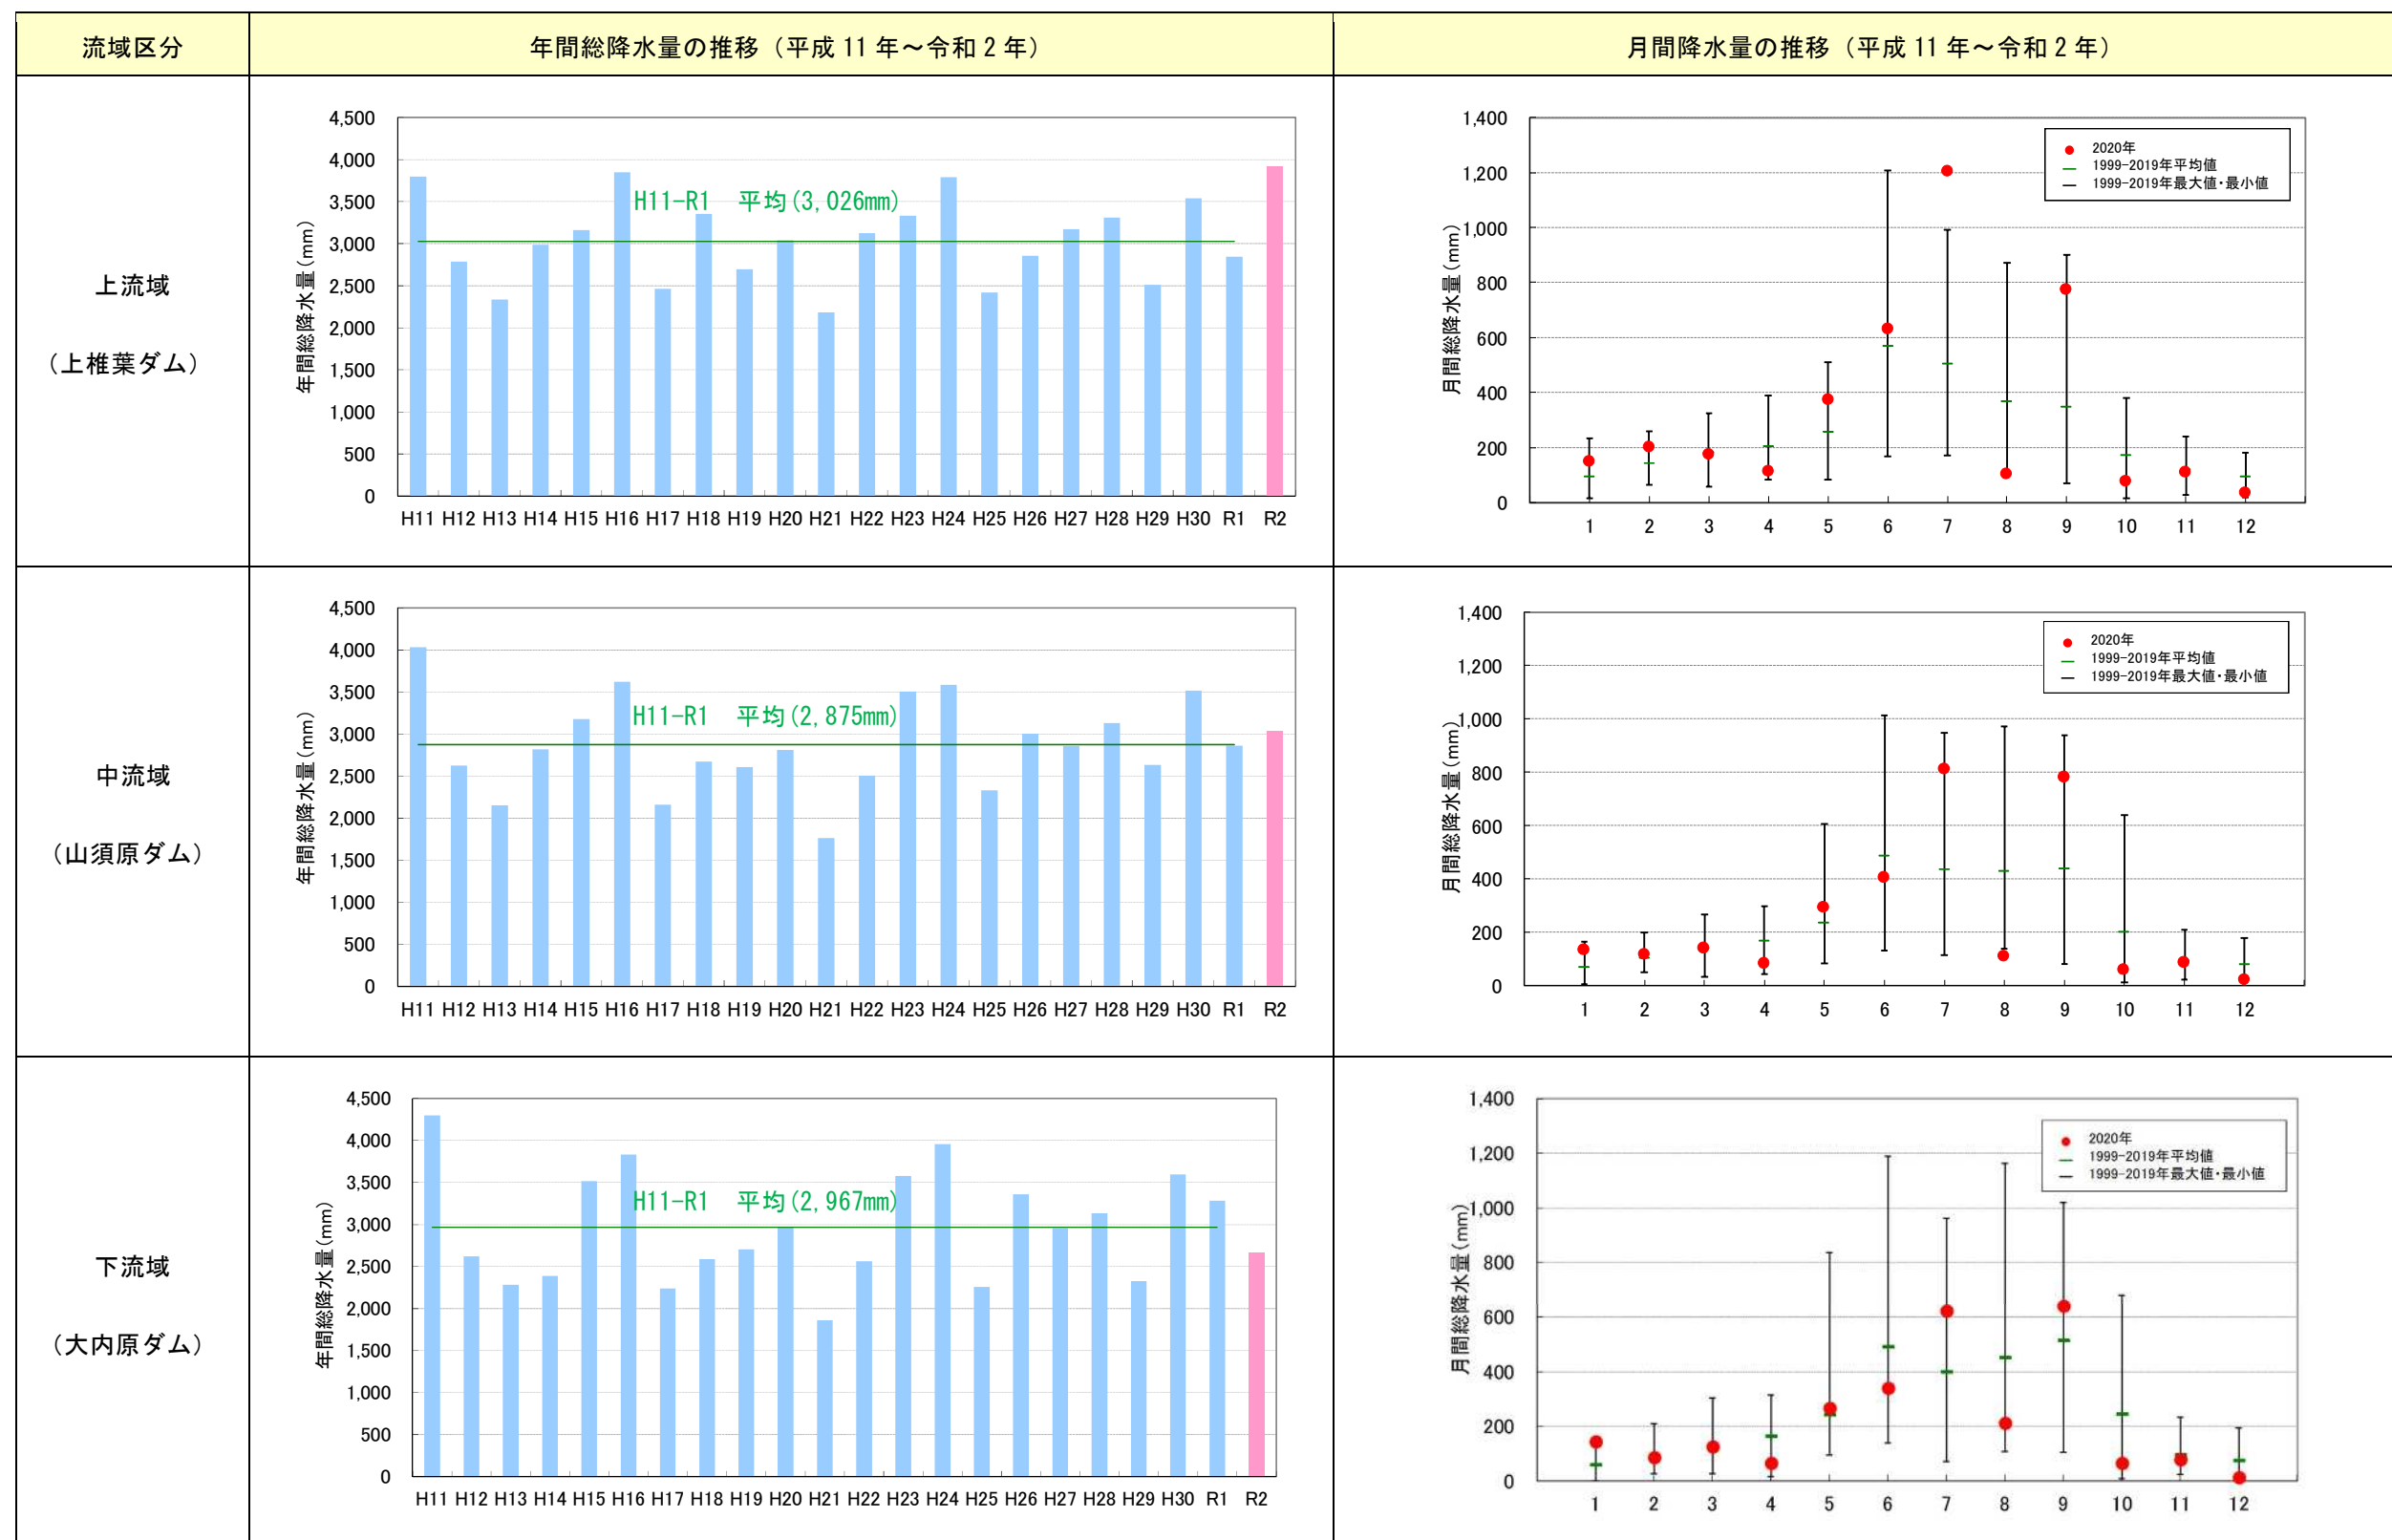 流域区分
年間総降水量の推移（平成 11 年～令和 2 年）
月間降水量の推移（平成 11 年～令和 2 年）
上流域
（上椎葉ダム）
年間総降水量(mm)
4,500
4,000
3,500
3,000
2,500
2,000
1,500
1,000
500
0
H11-R1　平均(3,026mm)
H11 H12 H13 H14 H15 H16 H17 H18 H19 H20 H21 H22 H23 H24 H25 H26 H27 H28 H29 H30 R1 R2
月間総降水量(mm)
1,400
1,200
1,000
800
600
400
200
0
2020年
1999-2019年平均値
1999-2019年最大値・最小値
1 2 3 4 5 6 7 8 9 10 11 12
中流域
（山須原ダム）
年間総降水量(mm)
4,500
4,000
3,500
3,000
2,500
2,000
1,500
1,000
500
0
H11-R1　平均(2,875mm)
H11 H12 H13 H14 H15 H16 H17 H18 H19 H20 H21 H22 H23 H24 H25 H26 H27 H28 H29 H30 R1 R2
月間総降水量(mm)
1,400
1,200
1,000
800
600
400
200
0
2020年
1999-2019年平均値
1999-2019年最大値・最小値
1 2 3 4 5 6 7 8 9 10 11 12
下流域
（大内原ダム）
年間総降水量(mm)
4,500
4,000
3,500
3,000
2,500
2,000
1,500
1,000
500
0
H11-R1　平均(2,967mm)
H11 H12 H13 H14 H15 H16 H17 H18 H19 H20 H21 H22 H23 H24 H25 H26 H27 H28 H29 H30 R1 R2
月間総降水量(mm)
1,400
1,200
1,000
800
600
400
200
0
2020年
1999-2019年平均値
1999-2019年最大値・最小値
1 2 3 4 5 6 7 8 9 10 11 12